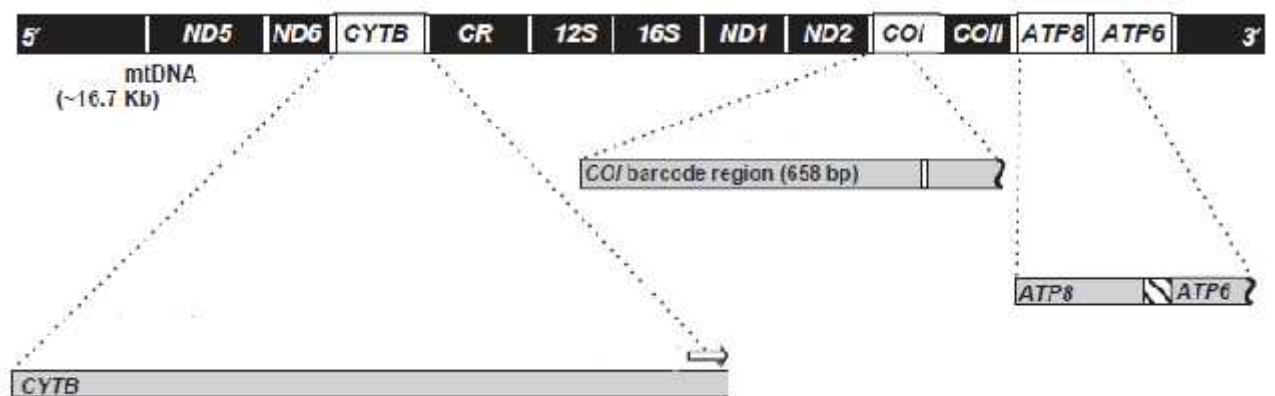 5′ ND5 ND6 CYTB CR 12S 16S ND1 ND2 COI COII ATP8 ATP6 3′
mtDNA
(~16.7 Kb)
COI barcode region (658 bp)
ATP8 ATP6
CYTB